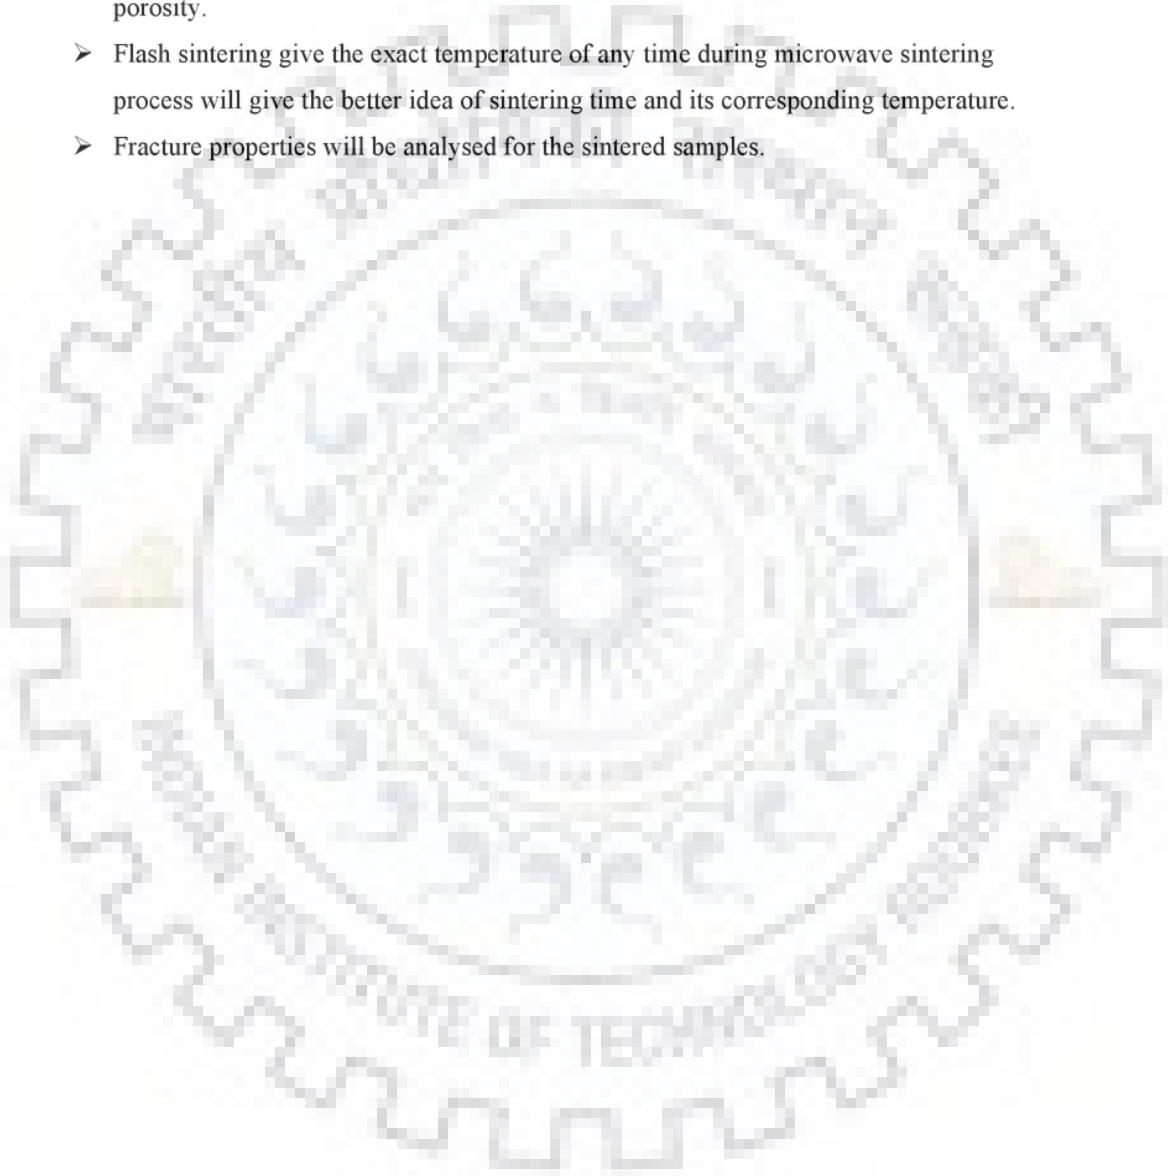 porosity.
➢ Flash sintering give the exact temperature of any time during microwave sintering
process will give the better idea of sintering time and its corresponding temperature.
➢ Fracture properties will be analysed for the sintered samples.
INSTITUTE OF TECHNOLOGY